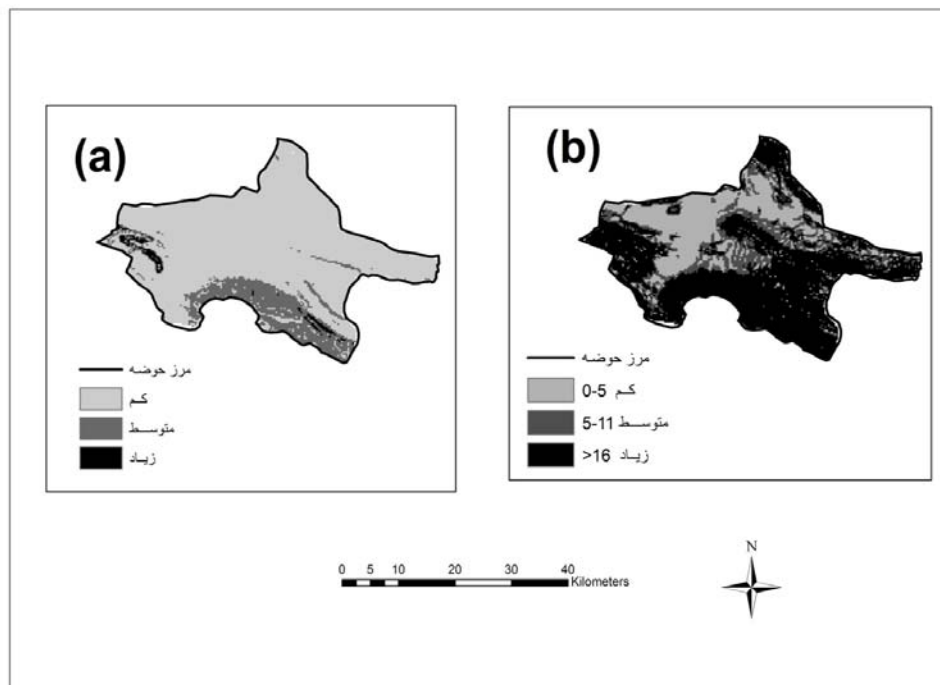 (a)
مرز حوضه
کم
متوسط
زیاد
(b)
مرز حوضه
کم 0-5
متوسط 5-11
زیاد >16
0 5 10 20 30 40
Kilometers
N